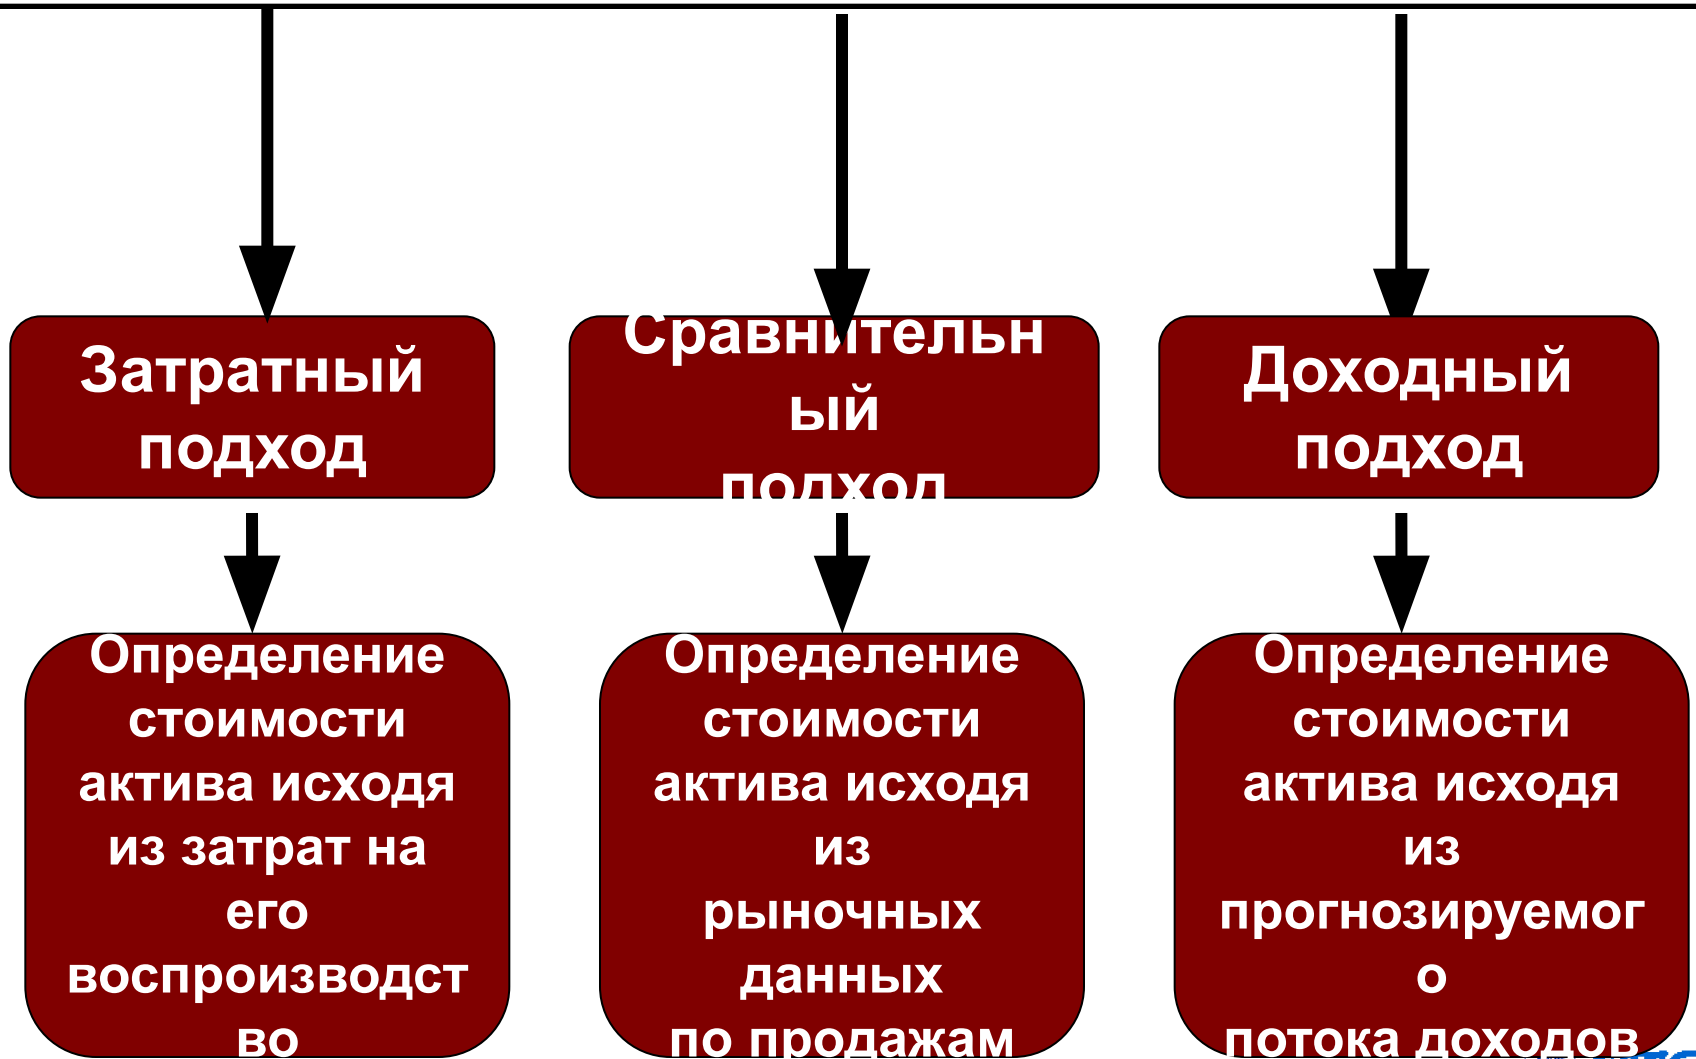 Затратный
подход
Сравнительн
ый
подход
Доходный
подход
Определение
стоимости
актива исходя
из затрат на
его
воспроизводст
во
Определение
стоимости
актива исходя
из
рыночных
данных
по продажам
Определение
стоимости
актива исходя
из
прогнозируемог
о
потока доходов